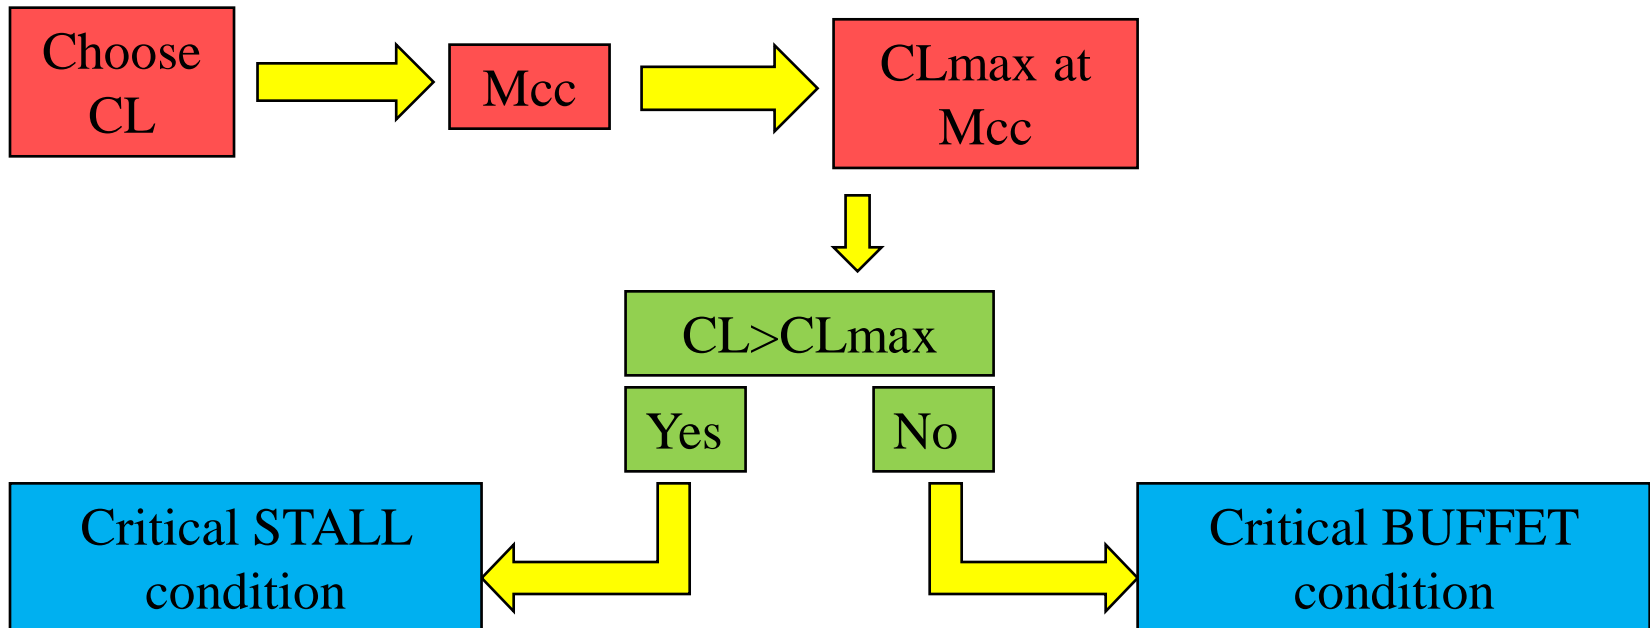 Choose
CL
Mcc
CLmax at
Mcc
CL>CLmax
Yes
No
Critical STALL
condition
Critical BUFFET
condition